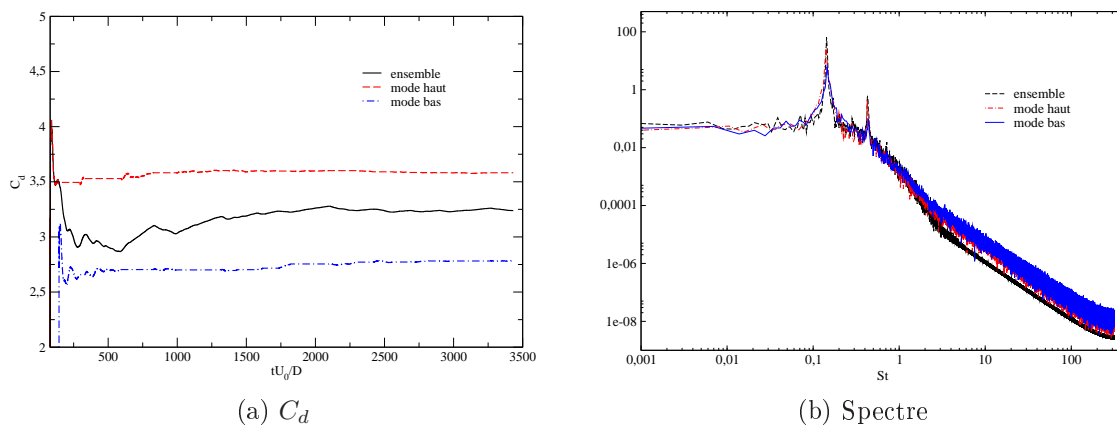 5
4,5
4
3,5
3
2,5
2
C_d
500
1000
1500
2000
2500
3000
3500
tU_0/D
ensemble
mode haut
mode bas
(a) C_d
100
1
0,01
0,0001
1e-06
1e-08
0,001
0,01
0,1
1
10
100
St
ensemble
mode haut
mode bas
(b) Spectre